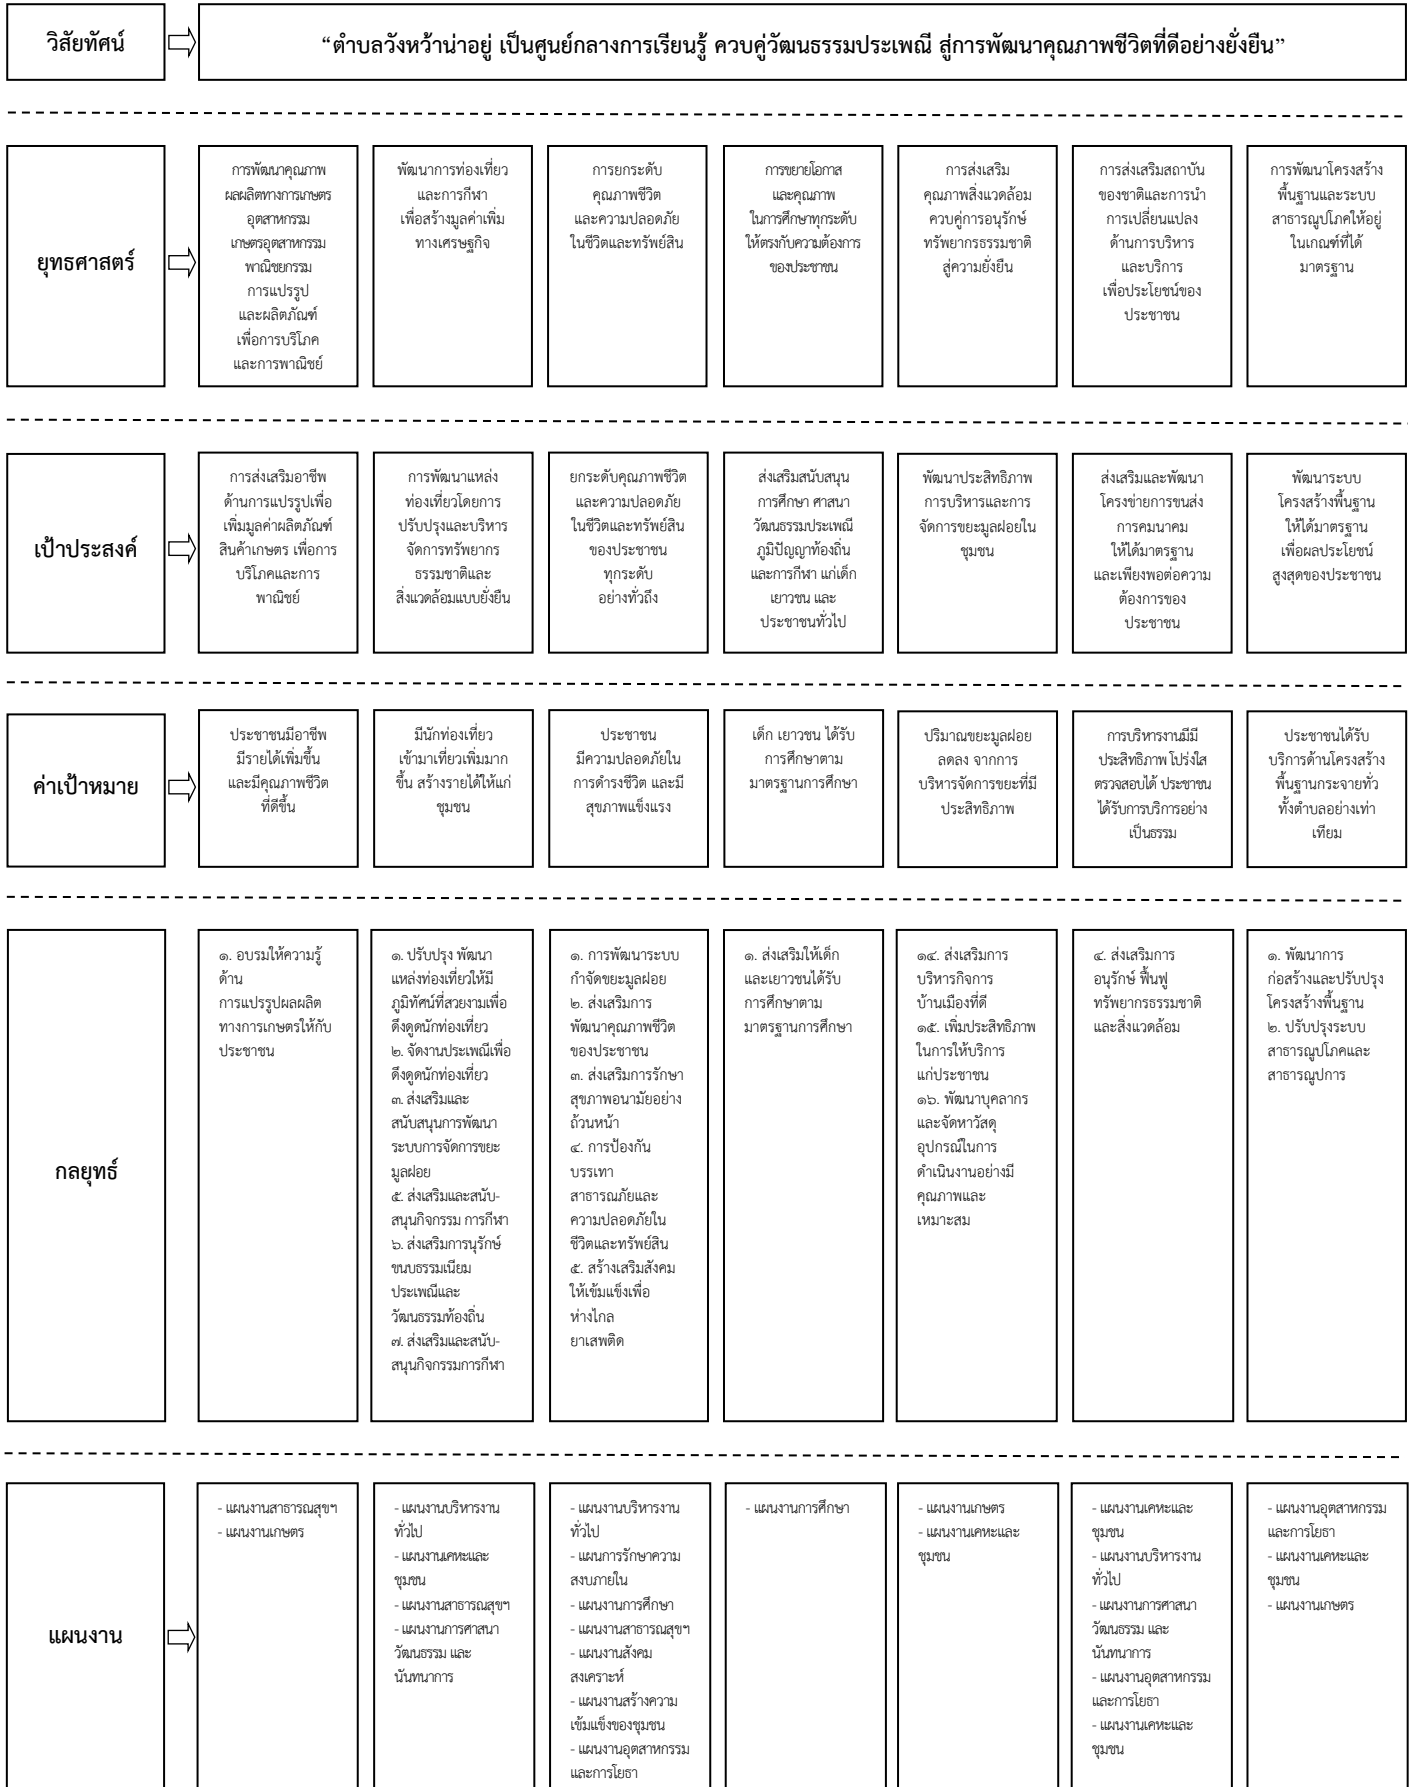 วิสัยทัศน์
“ตำบลวังหว้าน่าอยู่ เป็นศูนย์กลางการเรียนรู้ ควบคู่วัฒนธรรมประเพณี สู่การพัฒนาคุณภาพชีวิตที่ดีอย่างยั่งยืน”
ยุทธศาสตร์
การพัฒนาคุณภาพ
ผลผลิตทางการเกษตร
อุตสาหกรรม
เกษตรอุตสาหกรรม
พาณิชยกรรม
การแปรรูป
และผลิตภัณฑ์
เพื่อการบริโภค
และการพาณิชย์
พัฒนาการท่องเที่ยว
และการกีฬา
เพื่อสร้างมูลค่าเพิ่ม
ทางเศรษฐกิจ
การยกระดับ
คุณภาพชีวิต
และความปลอดภัย
ในชีวิตและทรัพย์สิน
การขยายโอกาส
และคุณภาพ
ในการศึกษาทุกระดับ
ให้ตรงกับความต้องการ
ของประชาชน
การส่งเสริม
คุณภาพสิ่งแวดล้อม
ควบคู่การอนุรักษ์
ทรัพยากรธรรมชาติ
สู่ความยั่งยืน
การส่งเสริมสถาบัน
ของชาติและการนำ
การเปลี่ยนแปลง
ด้านการบริหาร
และบริการ
เพื่อประโยชน์ของ
ประชาชน
การพัฒนาโครงสร้าง
พื้นฐานและระบบ
สาธารณูปโภคให้อยู่
ในเกณฑ์ที่ได้
มาตรฐาน
เป้าประสงค์
การส่งเสริมอาชีพ
ด้านการแปรรูปเพื่อ
เพิ่มมูลค่าผลิตภัณฑ์
สินค้าเกษตร เพื่อการ
บริโภคและการ
พาณิชย์
การพัฒนาแหล่ง
ท่องเที่ยวโดยการ
ปรับปรุงและบริหาร
จัดการทรัพยากร
ธรรมชาติและ
สิ่งแวดล้อมแบบยั่งยืน
ยกระดับคุณภาพชีวิต
และความปลอดภัย
ในชีวิตและทรัพย์สิน
ของประชาชน
ทุกระดับ
อย่างทั่วถึง
ส่งเสริมสนับสนุน
การศึกษา ศาสนา
วัฒนธรรมประเพณี
ภูมิปัญญาท้องถิ่น
และการกีฬา แก่เด็ก
เยาวชน และ
ประชาชนทั่วไป
พัฒนาประสิทธิภาพ
การบริหารและการ
จัดการขยะมูลฝอยใน
ชุมชน
ส่งเสริมและพัฒนา
โครงข่ายการขนส่ง
การคมนาคม
ให้ได้มาตรฐาน
และเพียงพอต่อความ
ต้องการของ
ประชาชน
พัฒนาระบบ
โครงสร้างพื้นฐาน
ให้ได้มาตรฐาน
เพื่อผลประโยชน์
สูงสุดของประชาชน
ค่าเป้าหมาย
ประชาชนมีอาชีพ
มีรายได้เพิ่มขึ้น
และมีคุณภาพชีวิต
ที่ดีขึ้น
มีนักท่องเที่ยว
เข้ามาเที่ยวเพิ่มมาก
ขึ้น สร้างรายได้ให้แก่
ชุมชน
ประชาชน
มีความปลอดภัยใน
การดำรงชีวิต และมี
สุขภาพแข็งแรง
เด็ก เยาวชน ได้รับ
การศึกษาตาม
มาตรฐานการศึกษา
ปริมาณขยะมูลฝอย
ลดลง จากการ
บริหารจัดการขยะที่มี
ประสิทธิภาพ
การบริหารงานมีมี
ประสิทธิภาพ โปร่งใส
ตรวจสอบได้ ประชาชน
ได้รับการบริการอย่าง
เป็นธรรม
ประชาชนได้รับ
บริการด้านโครงสร้าง
พื้นฐานกระจายทั่ว
ทั้งตำบลอย่างเท่า
เทียม
กลยุทธ์
๑. อบรมให้ความรู้
ด้าน
การแปรรูปผลผลิต
ทางการเกษตรให้กับ
ประชาชน
๑. ปรับปรุง พัฒนา
แหล่งท่องเที่ยวให้มี
ภูมิทัศน์ที่สวยงามเพื่อ
ดึงดูดนักท่องเที่ยว
๒. จัดงานประเพณีเพื่อ
ดึงดูดนักท่องเที่ยว
๓. ส่งเสริมและ
สนับสนุนการพัฒนา
ระบบการจัดการขยะ
มูลฝอย
๕. ส่งเสริมและสนับ-
สนุนกิจกรรม การกีฬา
๖. ส่งเสริมการนุรักษ์
ขนบธรรมเนียม
ประเพณีและ
วัฒนธรรมท้องถิ่น
๗. ส่งเสริมและสนับ-
สนุนกิจกรรมการกีฬา
๑. การพัฒนาระบบ
กำจัดขยะมูลฝอย
๒. ส่งเสริมการ
พัฒนาคุณภาพชีวิต
ของประชาชน
๓. ส่งเสริมการรักษา
สุขภาพอนามัยอย่าง
ถ้วนหน้า
๔. การป้องกัน
บรรเทา
สาธารณภัยและ
ความปลอดภัยใน
ชีวิตและทรัพย์สิน
๕. สร้างเสริมสังคม
ให้เข้มแข็งเพื่อ
ห่างไกล
ยาเสพติด
๑. ส่งเสริมให้เด็ก
และเยาวชนได้รับ
การศึกษาตาม
มาตรฐานการศึกษา
๑๔. ส่งเสริมการ
บริหารกิจการ
บ้านเมืองที่ดี
๑๕. เพิ่มประสิทธิภาพ
ในการให้บริการ
แก่ประชาชน
๑๖. พัฒนาบุคลากร
และจัดหาวัสดุ
อุปกรณ์ในการ
ดำเนินงานอย่างมี
คุณภาพและ
เหมาะสม
๔. ส่งเสริมการ
อนุรักษ์ ฟื้นฟู
ทรัพยากรธรรมชาติ
และสิ่งแวดล้อม
๑. พัฒนาการ
ก่อสร้างและปรับปรุง
โครงสร้างพื้นฐาน
๒. ปรับปรุงระบบ
สาธารณูปโภคและ
สาธารณูปการ
แผนงาน
- แผนงานสาธารณสุขฯ
- แผนงานเกษตร
- แผนงานบริหารงาน
ทั่วไป
- แผนงานเคหะและ
ชุมชน
- แผนงานสาธารณสุขฯ
- แผนงานการศาสนา
วัฒนธรรม และ
นันทนาการ
- แผนงานบริหารงาน
ทั่วไป
- แผนการรักษาความ
สงบภายใน
- แผนงานการศึกษา
- แผนงานสาธารณสุขฯ
- แผนงานสังคม
สงเคราะห์
- แผนงานสร้างความ
เข้มแข็งของชุมชน
- แผนงานอุตสาหกรรม
และการโยธา
- แผนงานการศึกษา
- แผนงานเกษตร
- แผนงานเคหะและ
ชุมชน
- แผนงานเคหะและ
ชุมชน
- แผนงานบริหารงาน
ทั่วไป
- แผนงานการศาสนา
วัฒนธรรม และ
นันทนาการ
- แผนงานอุตสาหกรรม
และการโยธา
- แผนงานเคหะและ
ชุมชน
- แผนงานอุตสาหกรรม
และการโยธา
- แผนงานเคหะและ
ชุมชน
- แผนงานเกษตร